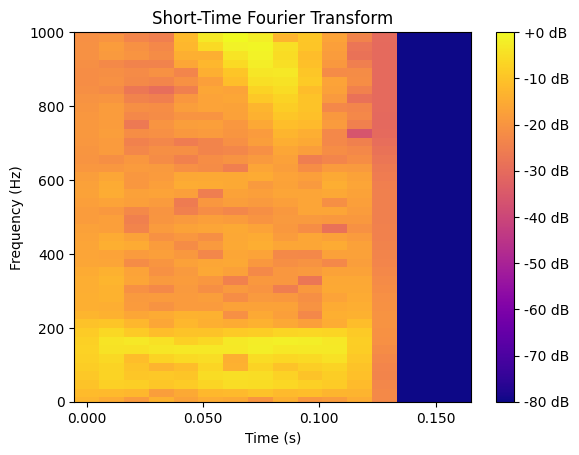 Short-Time Fourier Transform
1000
800
600
400
200
0
Frequency (Hz)
0.000
0.050
0.100
0.150
Time (s)
+0 dB
-10 dB
-20 dB
-30 dB
-40 dB
-50 dB
-60 dB
-70 dB
-80 dB